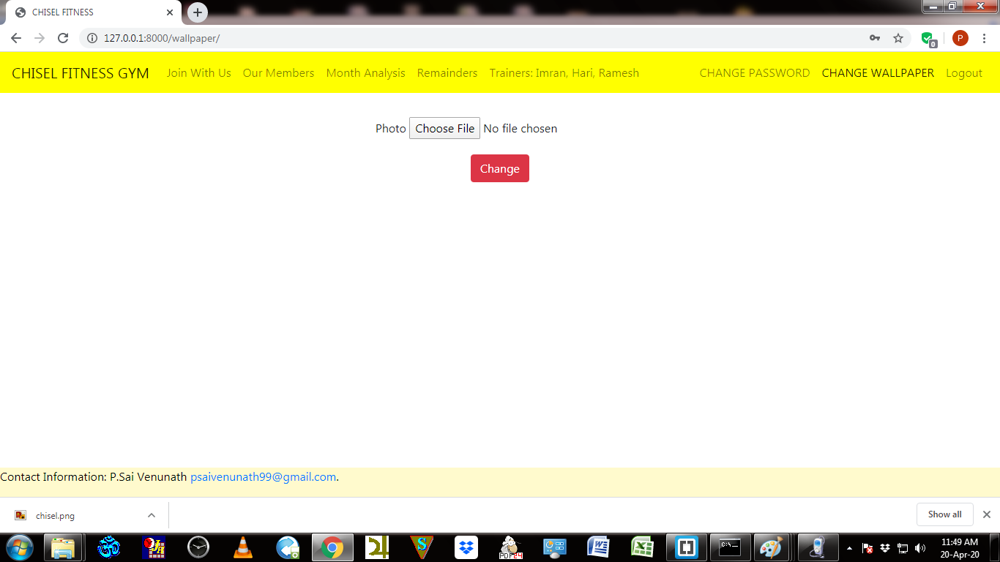 CHISEL FITNESS
127.0.0.1:8000/wallpaper/
P
0
CHISEL FITNESS GYM Join With Us Our Members Month Analysis Remainders Trainers: Imran, Hari, Ramesh CHANGE PASSWORD CHANGE WALLPAPER Logout
Photo Choose File No file chosen
Change
Contact Information: P.Sai Venunath psaivenunath99@gmail.com.
chisel.png Show all
PDF24
C:\_
11:49 AM
20-Apr-20